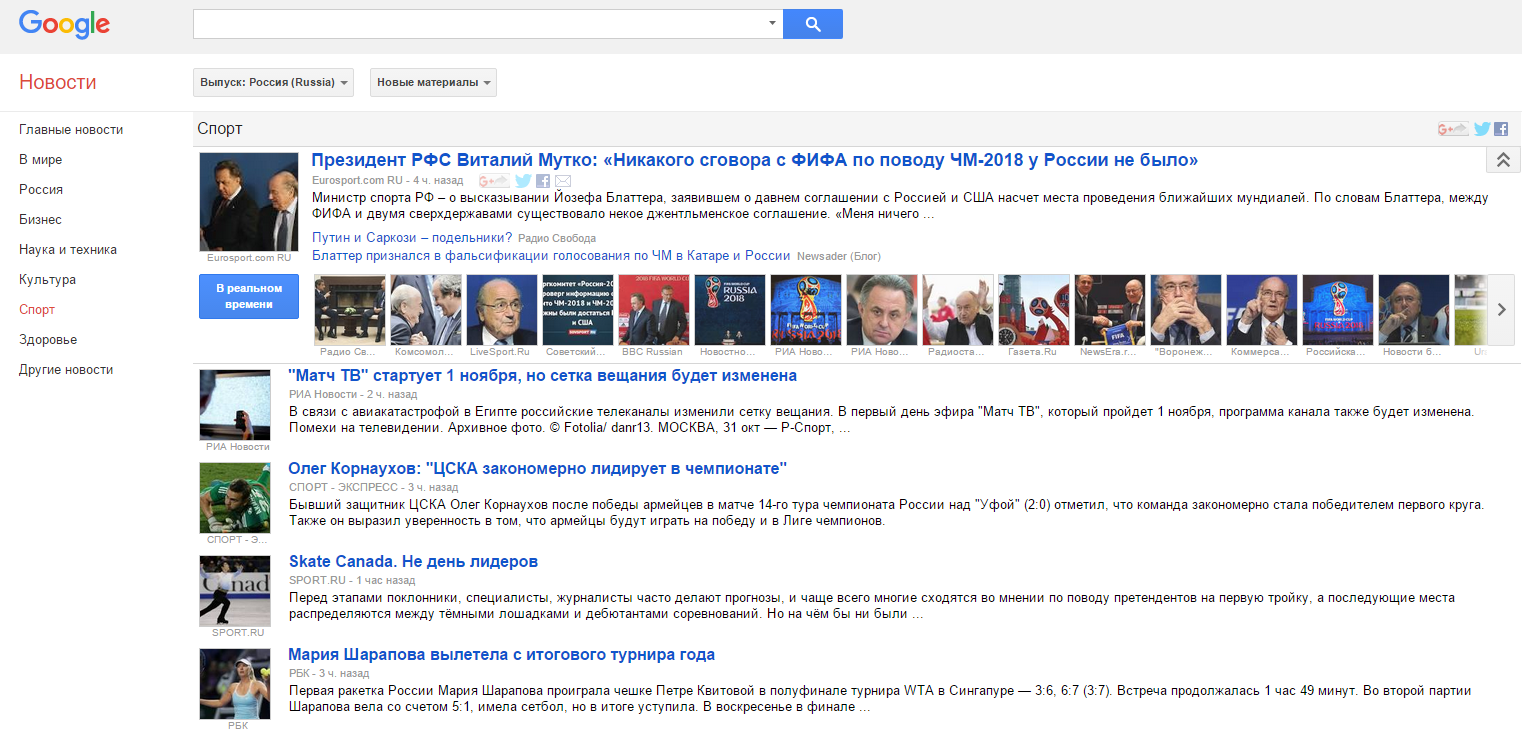 Google
Новости
Выпуск: Россия (Russia)
Новые материалы
Главные новости
В мире
Россия
Бизнес
Наука и техника
Культура
Спорт
Здоровье
Другие новости
Спорт
Президент РФС Виталий Мутко: «Никакого сговора с ФИФА по поводу ЧМ-2018 у России не было»
Eurosport.com RU - 4 ч. назад
Министр спорта РФ – о высказывании Йозефа Блаттера, заявившем о давнем соглашении с Россией и США насчет места проведения ближайших мундиалей. По словам Блаттера, между
ФИФА и двумя сверхдержавами существовало некое джентльменское соглашение. «Меня ничего ...
Eurosport.com RU
Путин и Саркози – подельники? Радио Свобода
Блаттер признался в фальсификации голосования по ЧМ в Катаре и России Newsader (Блог)
В реальном
времени
RUSSIA
2018
и США
Радио Св... Комсомол... LiveSport.Ru Советский... BBC Russian Новостно... РИА Ново... РИА Ново... Радиоста... Газета.Ru NewsEra.r... "Воронеж... Коммерса... Российска... Новости б...
"Матч ТВ" стартует 1 ноября, но сетка вещания будет изменена
РИА Новости - 2 ч. назад
В связи с авиакатастрофой в Египте российские телеканалы изменили сетку вещания. В первый день эфира "Матч ТВ", который пройдет 1 ноября, программа канала также будет изменена.
Помехи на телевидении. Архивное фото. © Fotolia/ danr13. МОСКВА, 31 окт — Р-Спорт, ...
РИА Новости
Олег Корнаухов: "ЦСКА закономерно лидирует в чемпионате"
СПОРТ - ЭКСПРЕСС - 3 ч. назад
Бывший защитник ЦСКА Олег Корнаухов после победы армейцев в матче 14-го тура чемпионата России над "Уфой" (2:0) отметил, что команда закономерно стала победителем первого круга.
Также он выразил уверенность в том, что армейцы будут играть на победу и в Лиге чемпионов.
СПОРТ - Э...
Skate Canada. Не день лидеров
SPORT.RU - 1 час назад
Перед этапами поклонники, специалисты, журналисты часто делают прогнозы, и чаще всего многие сходятся во мнении по поводу претендентов на первую тройку, а последующие места
распределяются между тёмными лошадками и дебютантами соревнований. Но на чём бы ни были ...
SPORT.RU
Мария Шарапова вылетела с итогового турнира года
РБК - 3 ч. назад
Первая ракетка России Мария Шарапова проиграла чешке Петре Квитовой в полуфинале турнира WTA в Сингапуре — 3:6, 6:7 (3:7). Встреча продолжалась 1 час 49 минут. Во второй партии
Шарапова вела со счетом 5:1, имела сетбол, но в итоге уступила. В воскресенье в финале ...
РБК